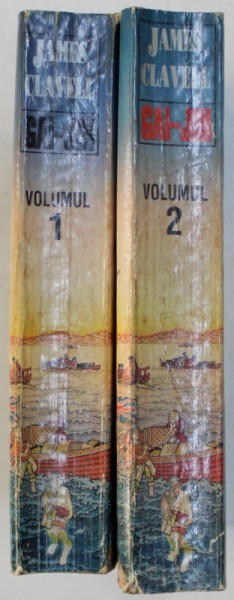 JAMES
CLAVELL
GAI-JIN
VOLUMUL
1
JAMES
CLAVELL
GAI-JIN
VOLUMUL
2